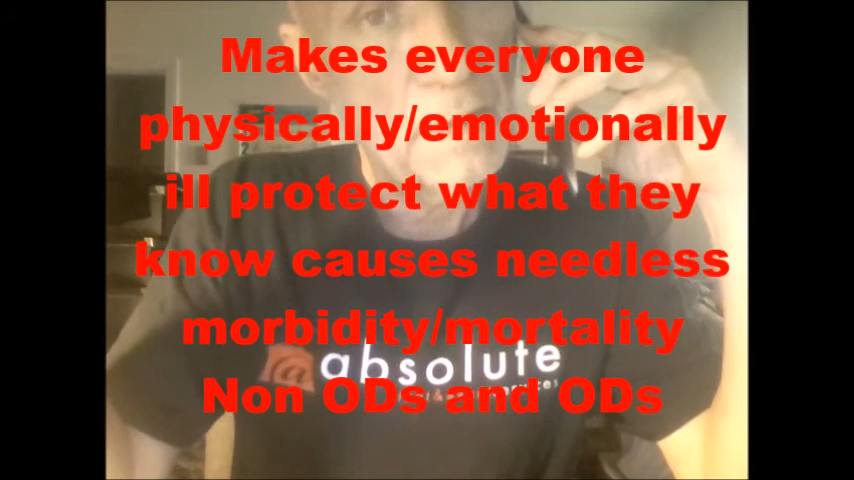 Makes everyone
physically/emotionally
ill protect what they
know causes needless
morbidity/mortality
absolute
Non ODs and ODs